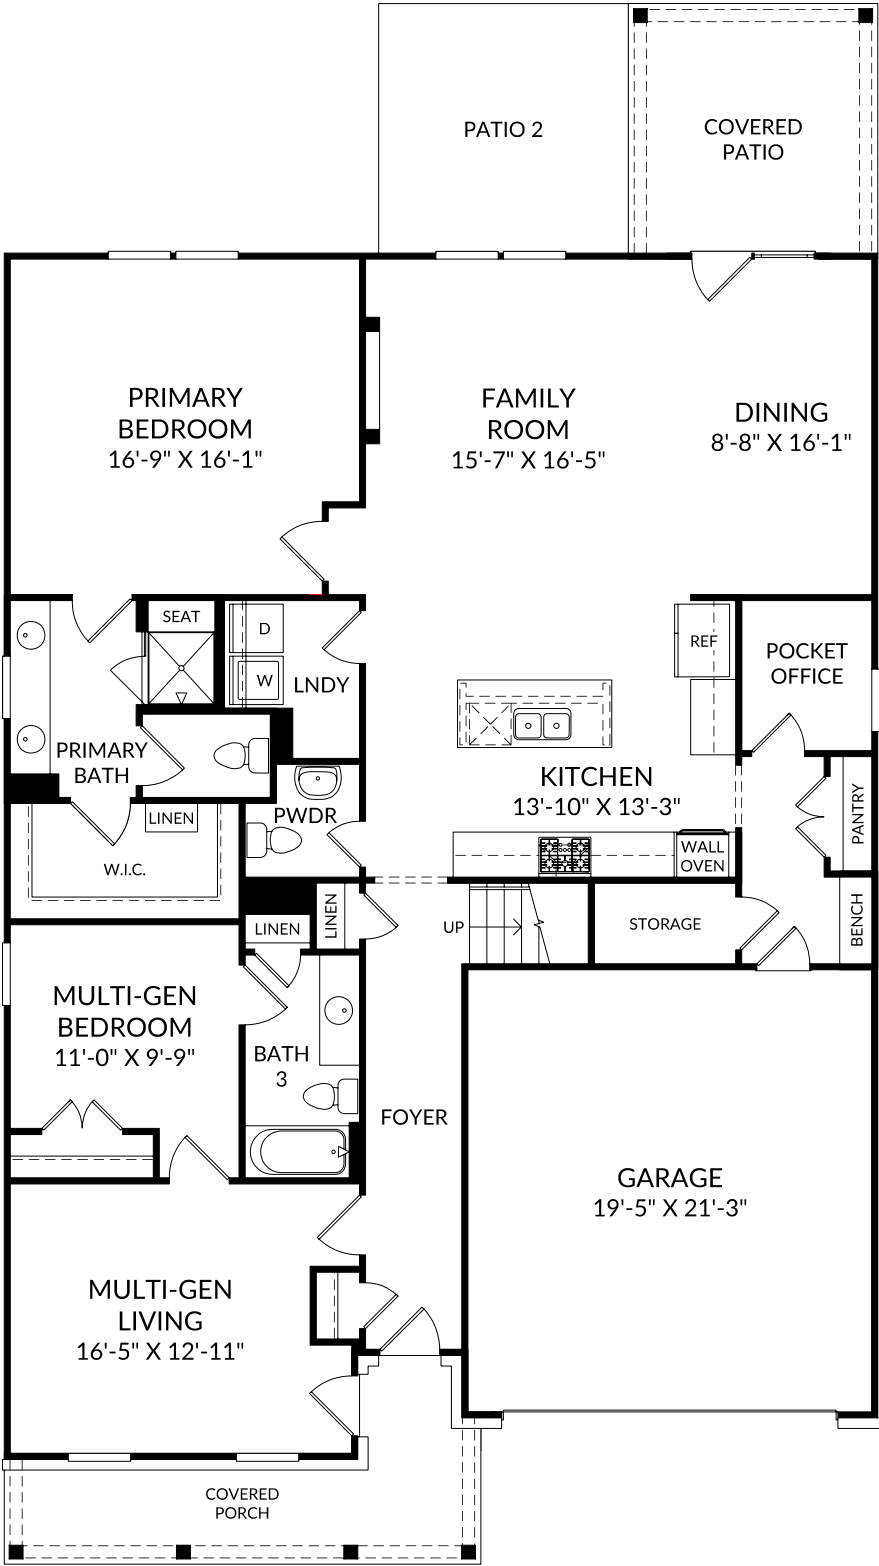 PATIO 2
COVERED
PATIO
PRIMARY
BEDROOM
16'-9" X 16'-1"
FAMILY
ROOM
15'-7" X 16'-5"
DINING
8'-8" X 16'-1"
SEAT
D
W
LNDY
REF
POCKET
OFFICE
PRIMARY
BATH
KITCHEN
13'-10" X 13'-3"
PANTRY
LINEN
PWDR
WALL
OVEN
W.I.C.
LINEN
LINEN
UP
STORAGE
BENCH
MULTI-GEN
BEDROOM
11'-0" X 9'-9"
BATH
3
FOYER
GARAGE
19'-5" X 21'-3"
MULTI-GEN
LIVING
16'-5" X 12'-11"
COVERED
PORCH